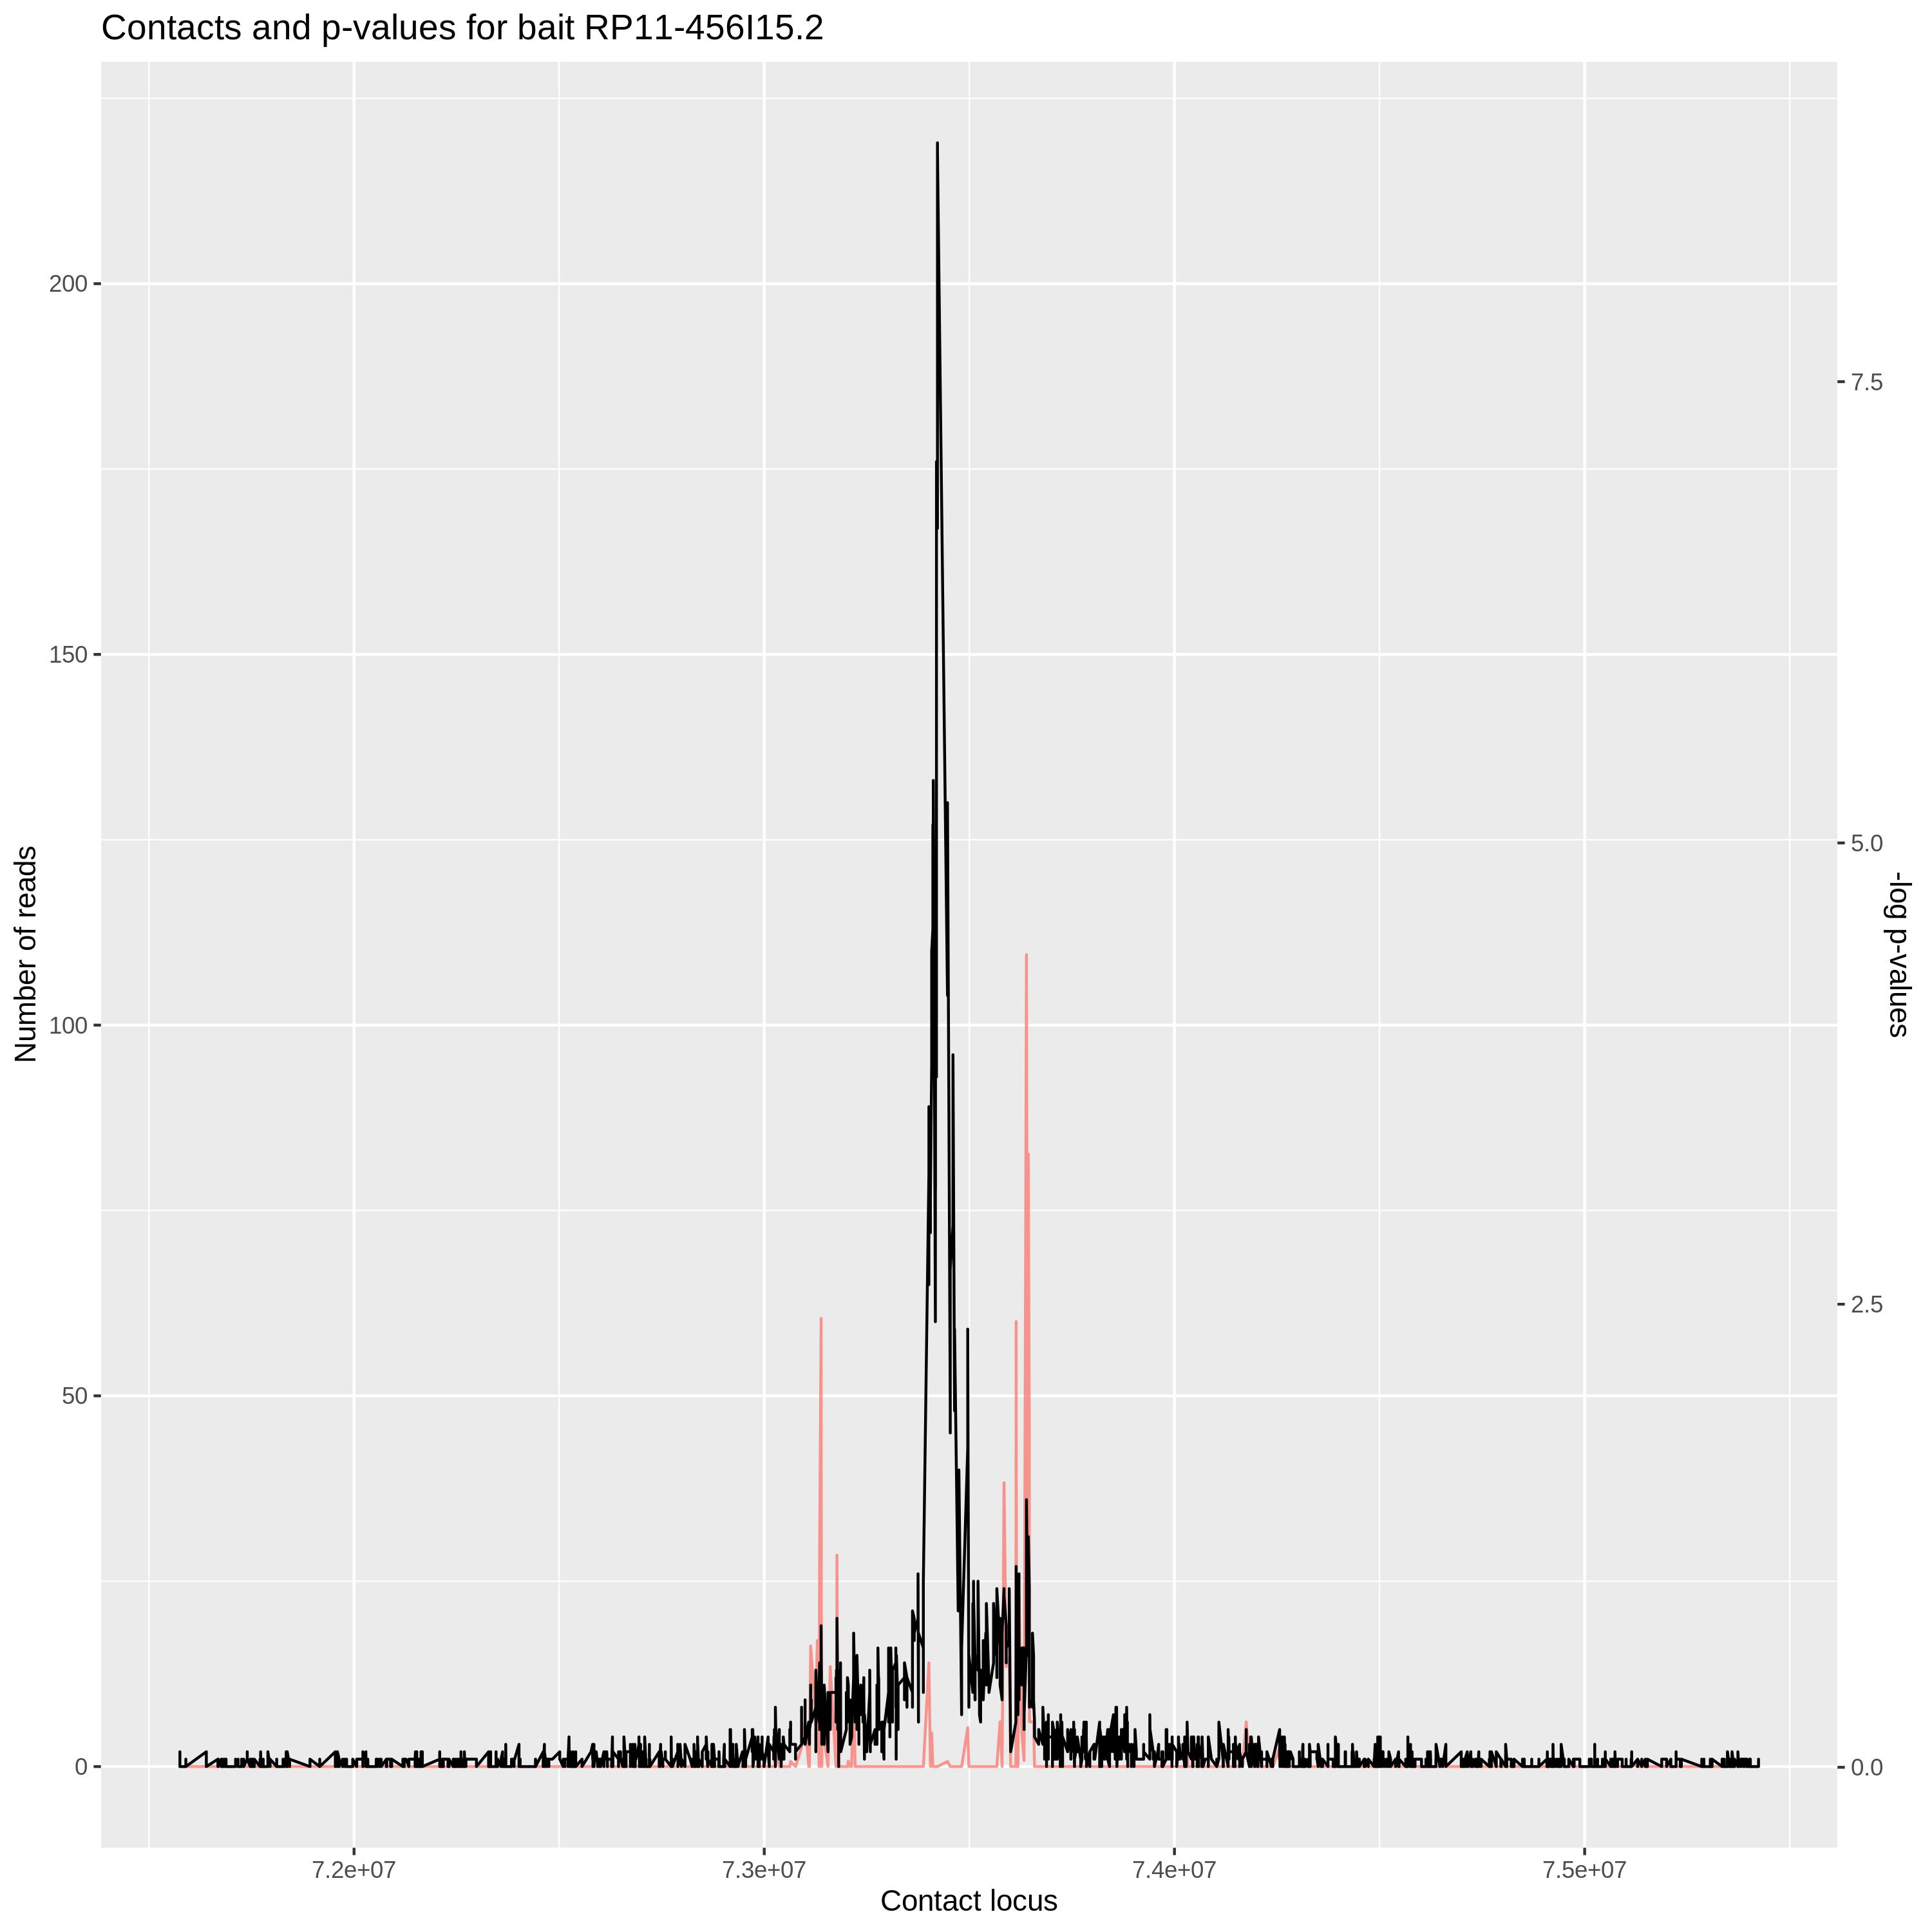 Contacts and p-values for bait RP11-456I15.2
200
150
100
50
0
Number of reads
7.5
5.0
2.5
0.0
-log p-values
7.2e+07
7.3e+07
7.4e+07
7.5e+07
Contact locus